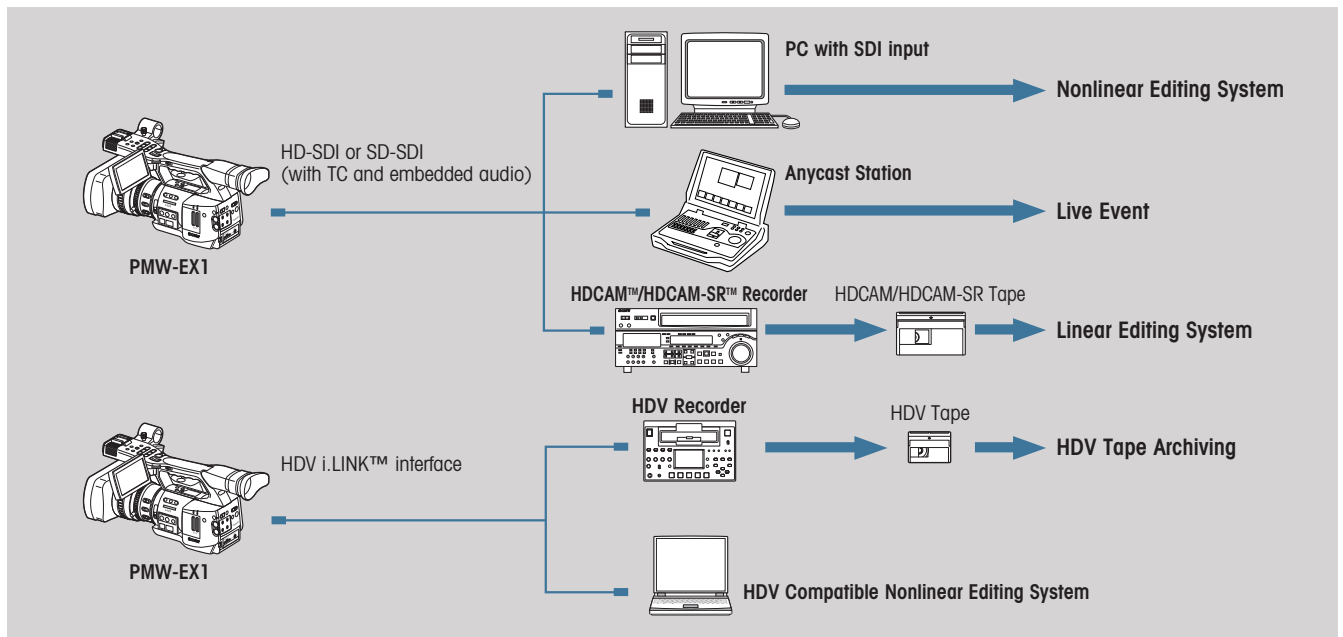 PC with SDI input
Nonlinear Editing System
HD-SDI or SD-SDI
(with TC and embedded audio)
PMW-EX1
Anycast Station
Live Event
HDCAM™/HDCAM-SR™ Recorder
HDCAM/HDCAM-SR Tape
Linear Editing System
HDV i.LINK™ interface
PMW-EX1
HDV Recorder
HDV Tape
HDV Tape Archiving
HDV Compatible Nonlinear Editing System